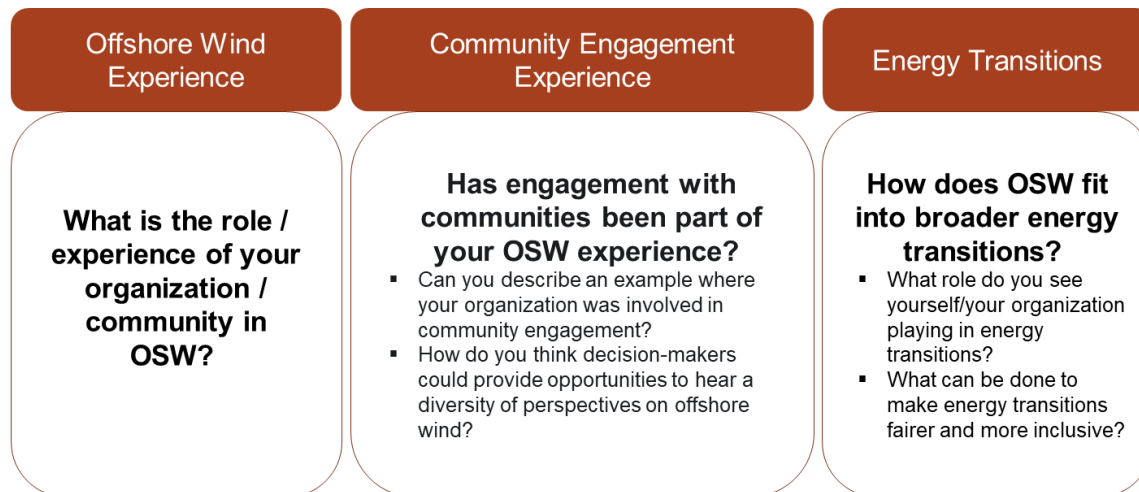 Offshore Wind
Experience
What is the role /
experience of your
organization /
community in
OSW?
Community Engagement
Experience
Has engagement with
communities been part of
your OSW experience?
▪ Can you describe an example where
your organization was involved in
community engagement?
▪ How do you think decision-makers
could provide opportunities to hear a
diversity of perspectives on offshore
wind?
Energy Transitions
How does OSW fit
into broader energy
transitions?
▪ What role do you see
yourself/your organization
playing in energy
transitions?
▪ What can be done to
make energy transitions
fairer and more inclusive?